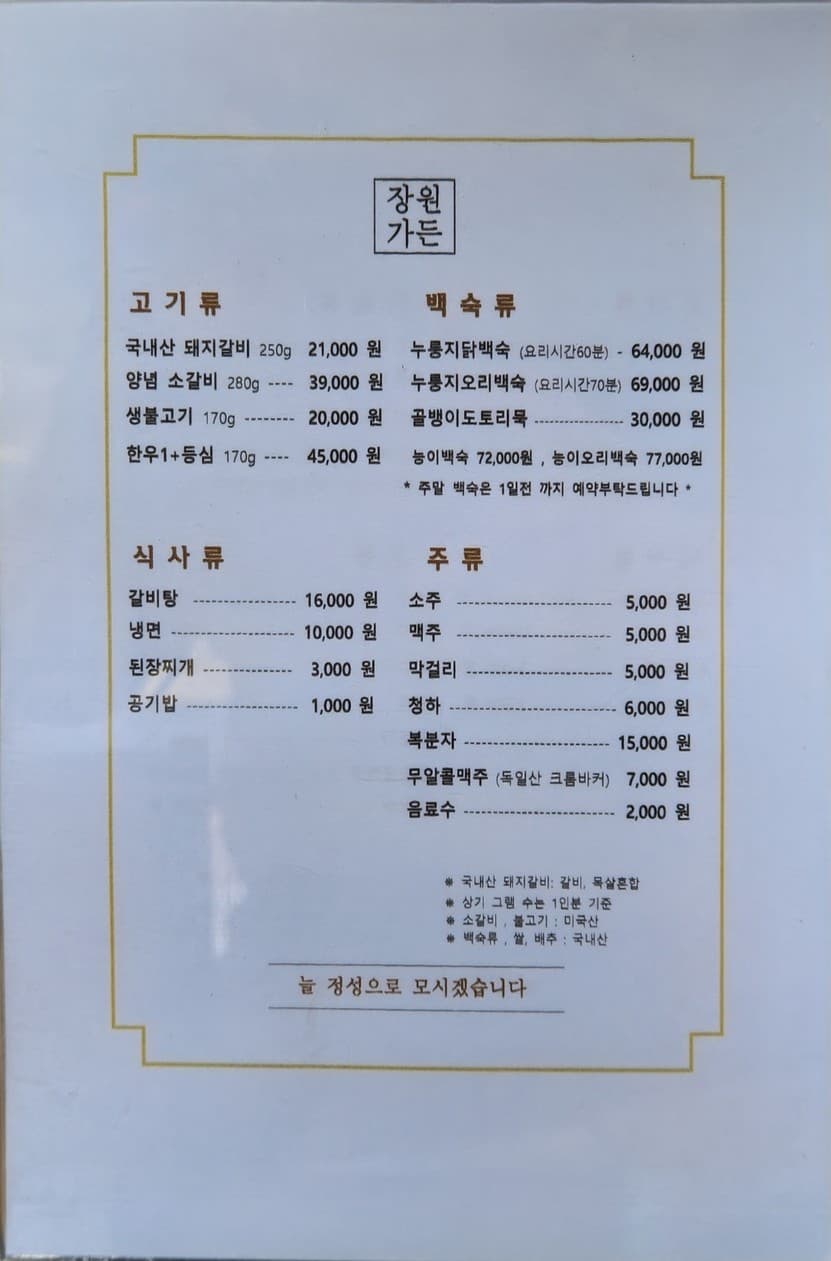 장원
가든
고기류
국내산 돼지갈비 250g 21,000 원
양념 소갈비 280g ---- 39,000 원
생불고기 170g -------- 20,000 원
한우1+등심 170g ---- 45,000 원
백숙류
누룽지닭백숙 (요리시간60분) - 64,000 원
누룽지오리백숙 (요리시간70분) 69,000 원
골뱅이도토리묵 ----------------- 30,000 원
능이백숙 72,000원 , 능이오리백숙 77,000원
* 주말 백숙은 1일전 까지 예약부탁드립니다 *
식사류
갈비탕 ----------------- 16,000 원
냉면 -------------------- 10,000 원
된장찌개 --------------- 3,000 원
공기밥 ------------------ 1,000 원
주류
소주 ------------------------- 5,000 원
맥주 ------------------------- 5,000 원
막걸리 ----------------------- 5,000 원
청하 -------------------------- 6,000 원
복분자 ----------------------- 15,000 원
무알콜맥주 (독일산 크롬바커) 7,000 원
음료수 ------------------------ 2,000 원
※ 국내산 돼지갈비: 갈비, 목살혼합
※ 상기 그램 수는 1인분 기준
※ 소갈비 , 불고기 : 미국산
※ 백숙류 , 쌀, 배추 : 국내산
늘 정성으로 모시겠습니다